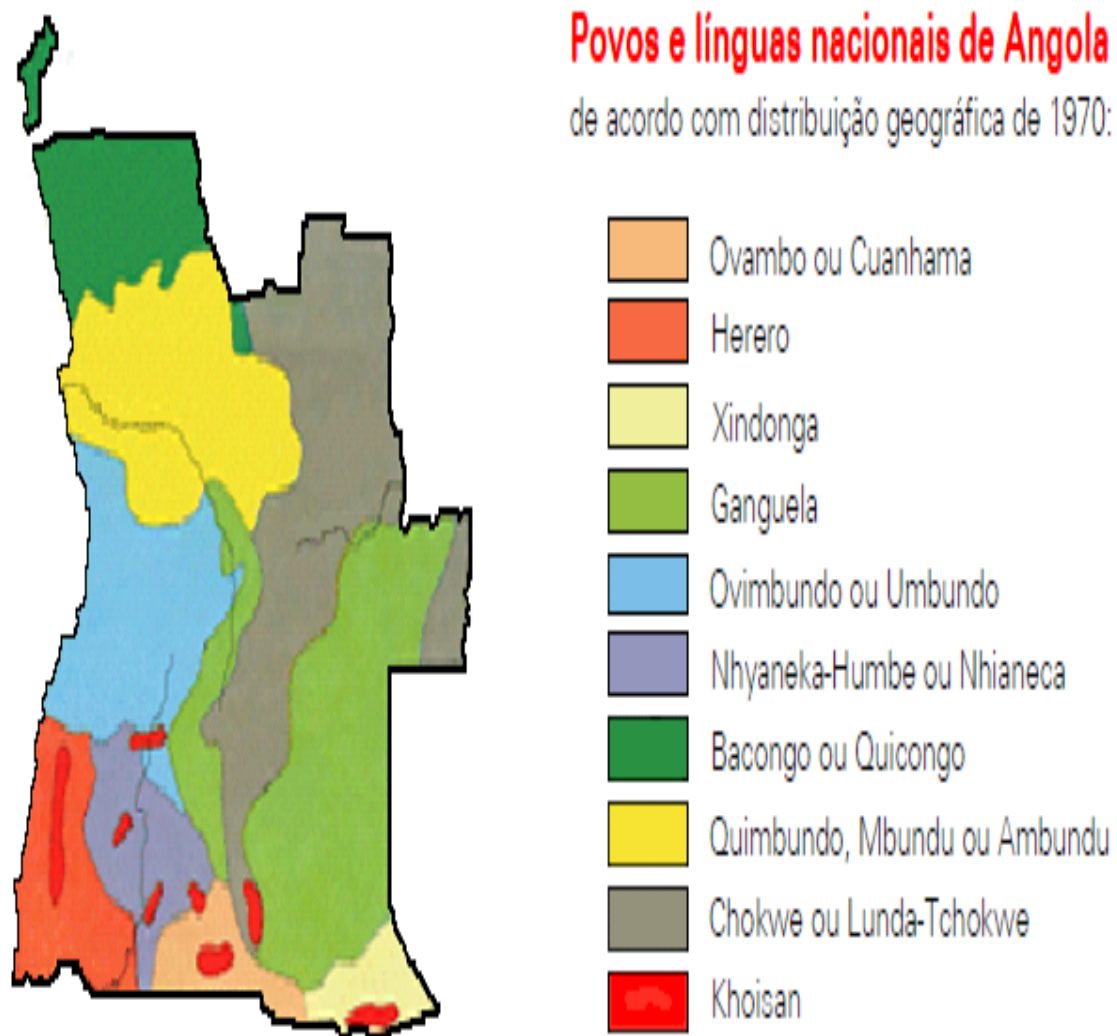 Povos e línguas nacionais de Angola
de acordo com distribuição geográfica de 1970:
Ovambo ou Cuanhama
Herero
Xindonga
Ganguela
Ovimbundo ou Umbundo
Nhyaneka-Humbe ou Nhianeca
Bacongo ou Quicongo
Quimbundo, Mbundu ou Ambundu
Chokwe ou Lunda-Tchokwe
Khoisan